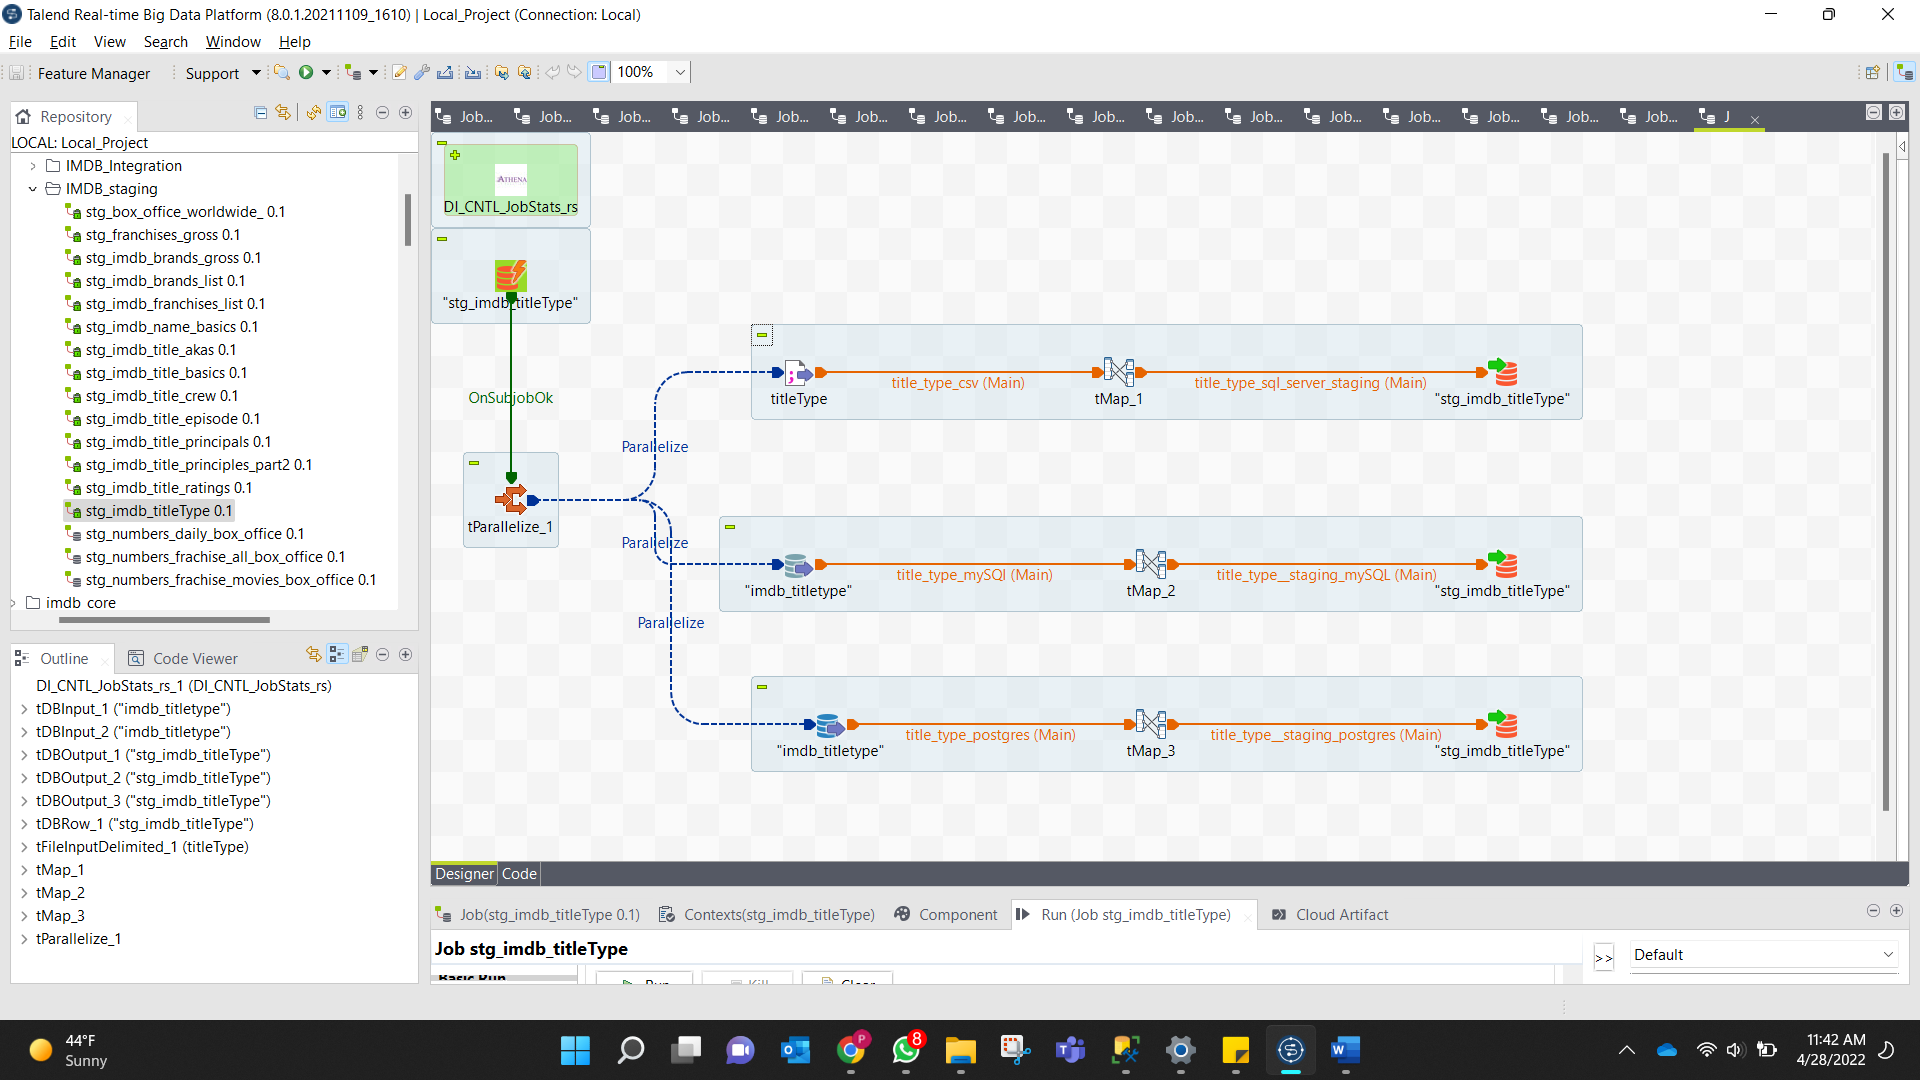 Talend Real-time Big Data Platform (8.0.1.20211109_1610) | Local_Project (Connection: Local)
File Edit View Search Window Help
Feature Manager Support 100%
Repository
LOCAL: Local_Project
IMDB_Integration
IMDB_staging
stg_box_office_worldwide_ 0.1
stg_franchises_gross 0.1
stg_imdb_brands_gross 0.1
stg_imdb_brands_list 0.1
stg_imdb_franchises_list 0.1
stg_imdb_name_basics 0.1
stg_imdb_title_akas 0.1
stg_imdb_title_basics 0.1
stg_imdb_title_crew 0.1
stg_imdb_title_episode 0.1
stg_imdb_title_principals 0.1
stg_imdb_title_principles_part2 0.1
stg_imdb_title_ratings 0.1
stg_imdb_titleType 0.1
stg_numbers_daily_box_office 0.1
stg_numbers_frachise_all_box_office 0.1
stg_numbers_frachise_movies_box_office 0.1
imdb_core
Outline Code Viewer
DI_CNTL_JobStats_rs_1 (DI_CNTL_JobStats_rs)
tDBInput_1 ("imdb_titletype")
tDBInput_2 ("imdb_titletype")
tDBOutput_1 ("stg_imdb_titleType")
tDBOutput_2 ("stg_imdb_titleType")
tDBOutput_3 ("stg_imdb_titleType")
tDBRow_1 ("stg_imdb_titleType")
tFileInputDelimited_1 (titleType)
tMap_1
tMap_2
tMap_3
tParallelize_1
Job... Job... Job... Job... Job... Job... Job... Job... Job... Job... Job... Job... Job... Job... Job... Job... J
ATHENA
DI_CNTL_JobStats_rs
"stg_imdb_titleType"
OnSubjobOk
tParallelize_1
Parallelize
titleType
title_type_csv (Main)
tMap_1
title_type_sql_server_staging (Main)
"stg_imdb_titleType"
Parallelize
"imdb_titletype"
title_type_mySQl (Main)
tMap_2
title_type__staging_mySQL (Main)
"stg_imdb_titleType"
Parallelize
"imdb_titletype"
title_type_postgres (Main)
tMap_3
title_type__staging_postgres (Main)
"stg_imdb_titleType"
Designer Code
Job(stg_imdb_titleType 0.1) Contexts(stg_imdb_titleType) Component Run (Job stg_imdb_titleType) Cloud Artifact
Job stg_imdb_titleType
>> Default
Basic Run Run Kill Clear
44°F
Sunny
P
8
11:42 AM
4/28/2022